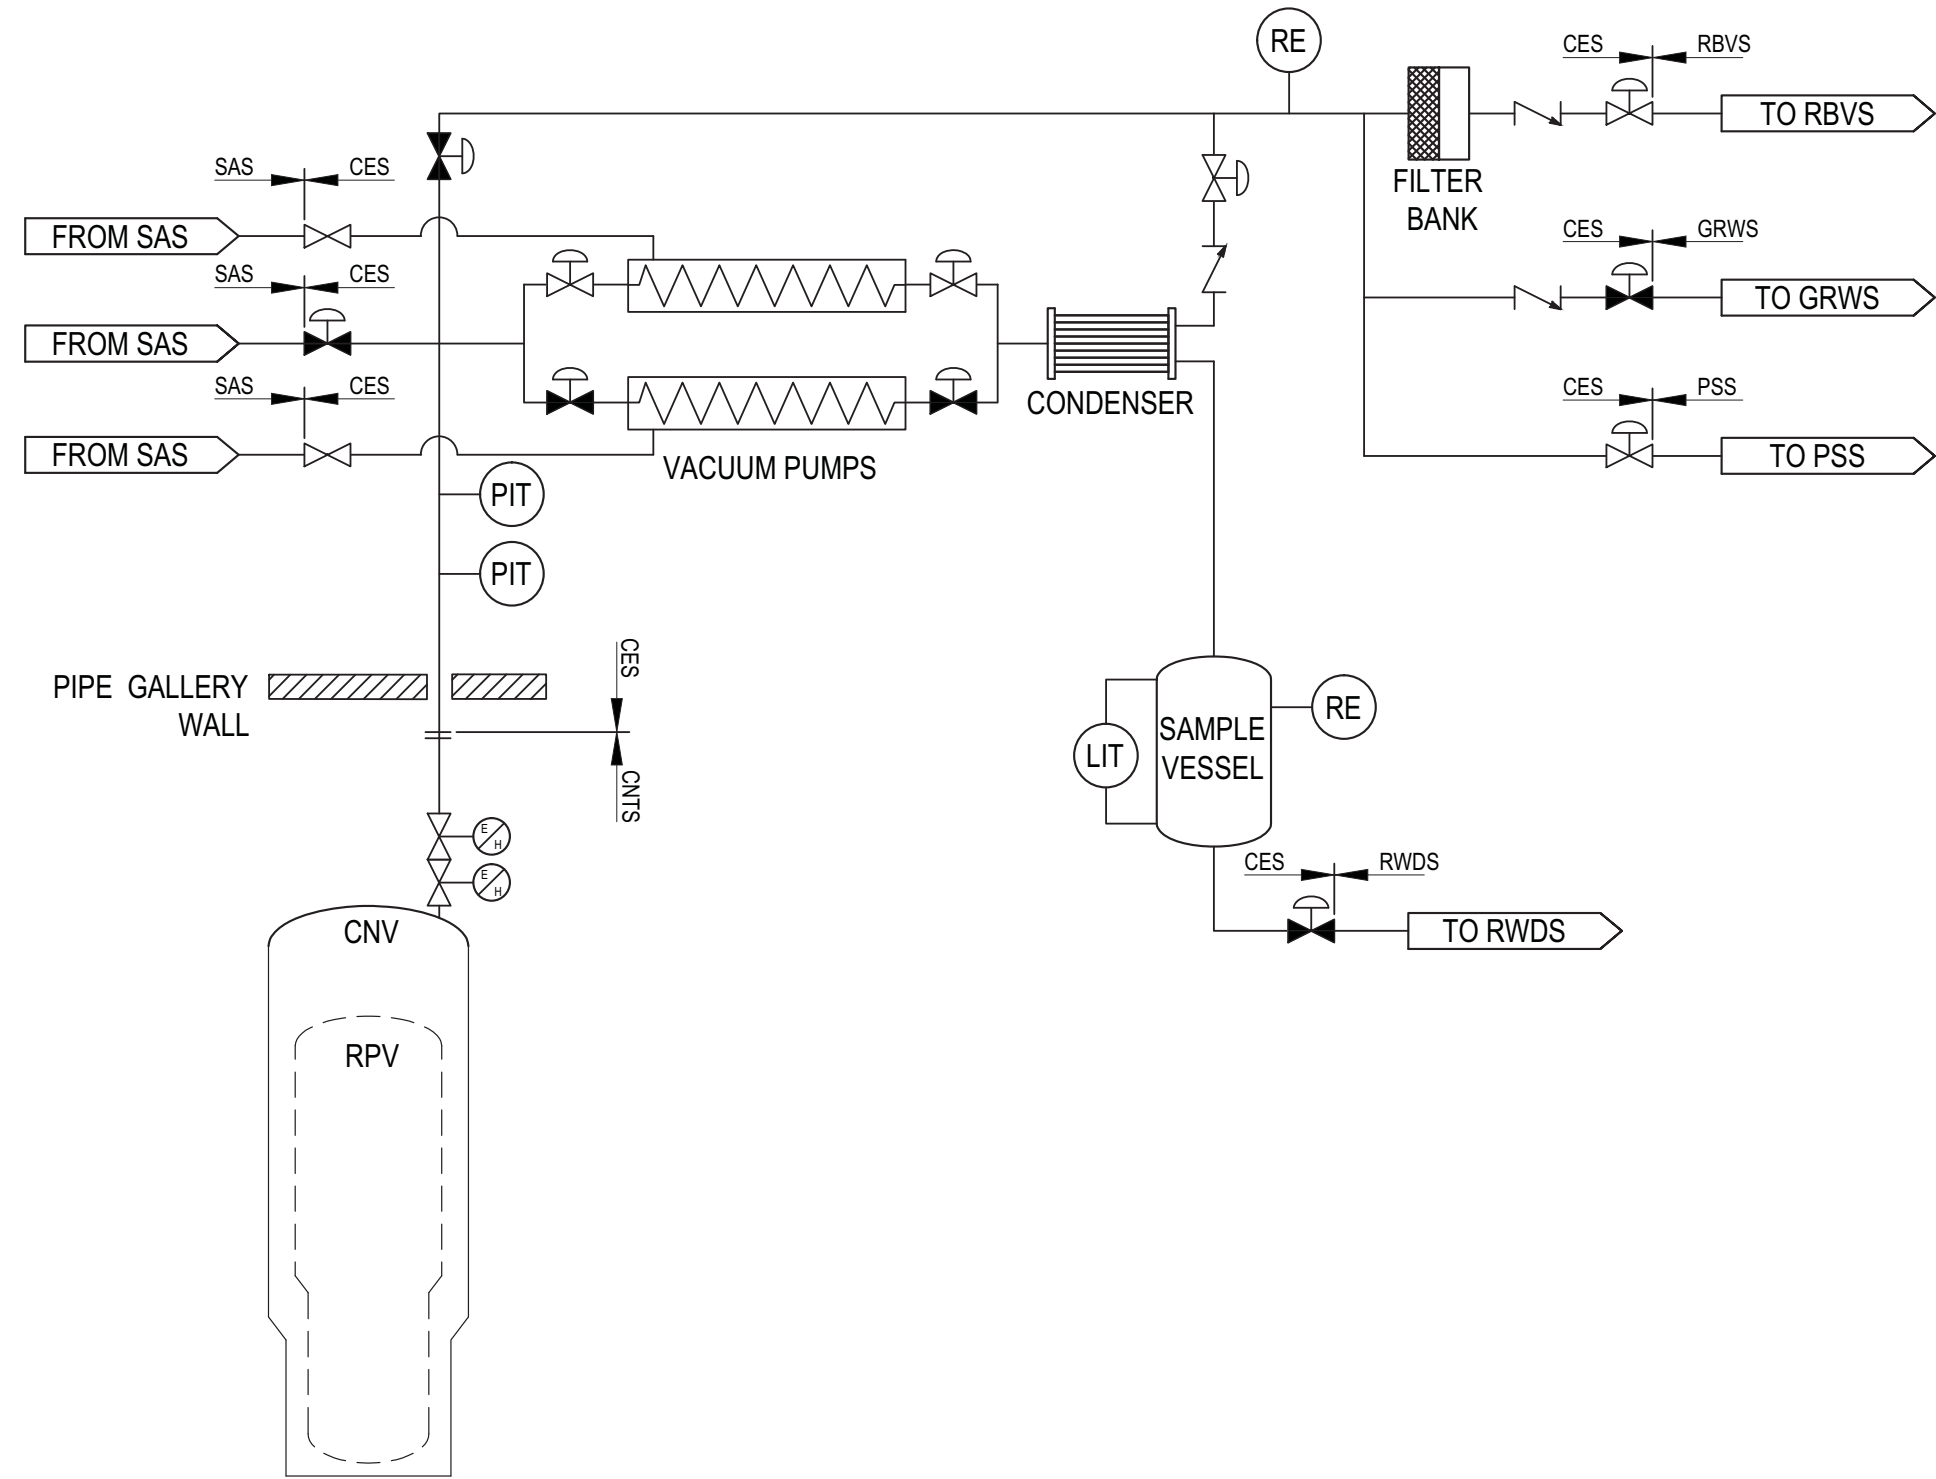 RE
CES RBVS
TO RBVS
FILTER
BANK
SAS CES
FROM SAS
SAS CES
FROM SAS
SAS CES
FROM SAS
CES GRWS
TO GRWS
CONDENSER
CES PSS
TO PSS
VACUUM PUMPS
PIT
PIT
CES
CNTS
PIPE GALLERY
WALL
SAMPLE
VESSEL
RE
LIT
E
H
E
H
CES RWDS
TO RWDS
CNV
RPV